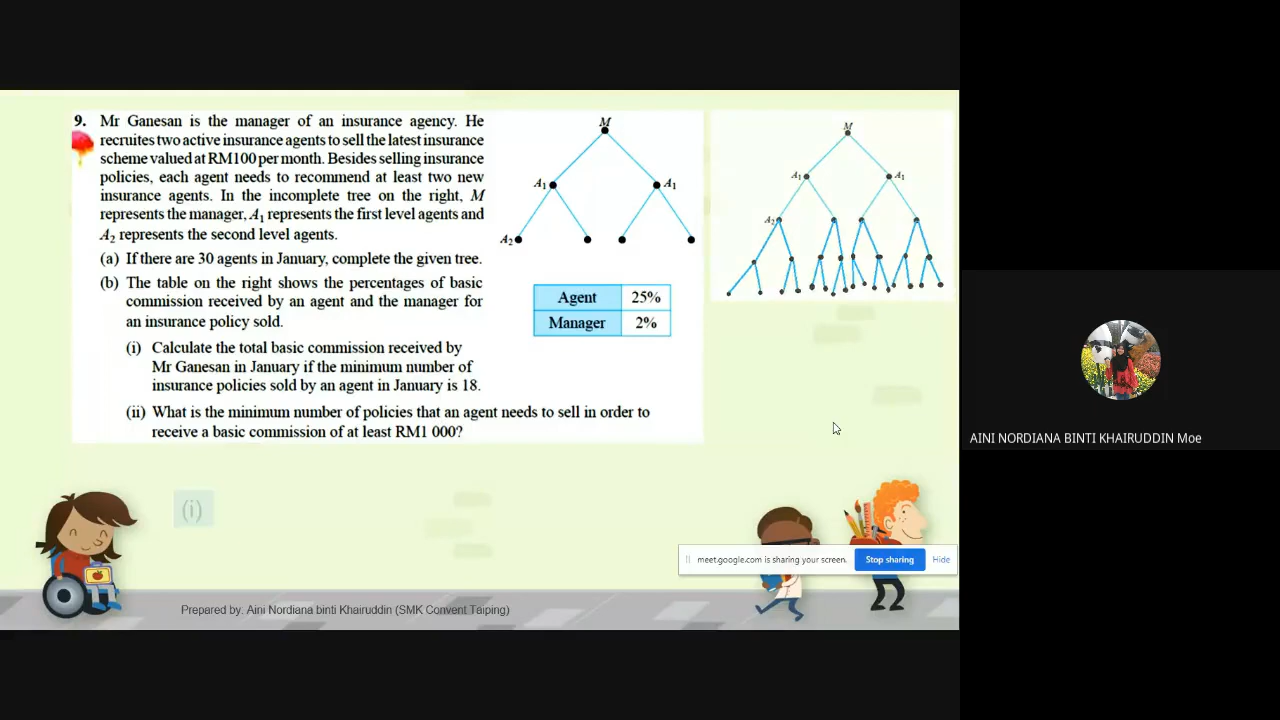 9. Mr Ganesan is the manager of an insurance agency. He
recruites two active insurance agents to sell the latest insurance
scheme valued at RM100 per month. Besides selling insurance
policies, each agent needs to recommend at least two new
insurance agents. In the incomplete tree on the right, M
represents the manager, A1 represents the first level agents and
A2 represents the second level agents.
(a) If there are 30 agents in January, complete the given tree.
(b) The table on the right shows the percentages of basic
commission received by an agent and the manager for
an insurance policy sold.
(i) Calculate the total basic commission received by
Mr Ganesan in January if the minimum number of
insurance policies sold by an agent in January is 18.
(ii) What is the minimum number of policies that an agent needs to sell in order to
receive a basic commission of at least RM1 000?
M
A1 A1
A2
Agent 25%
Manager 2%
M
A1 A1
A2
(i)
meet.google.com is sharing your screen. Stop sharing Hide
Prepared by: Aini Nordiana binti Khairuddin (SMK Convent Taiping)
AINI NORDIANA BINTI KHAIRUDDIN Moe